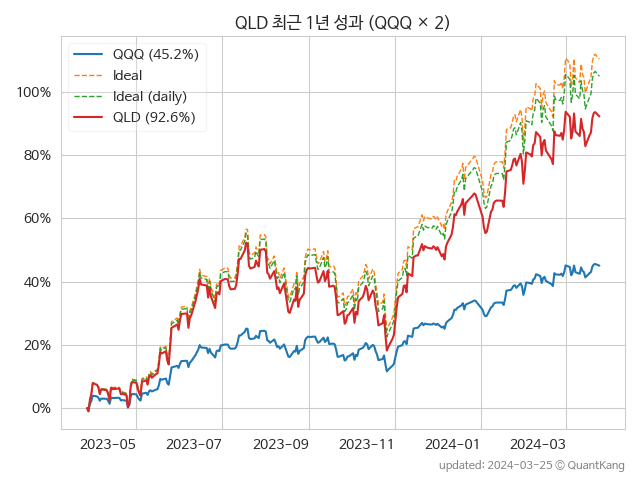 QLD 최근 1년 성과 (QQQ × 2)
QQQ (45.2%)
Ideal
Ideal (daily)
QLD (92.6%)
100%
80%
60%
40%
20%
0%
2023-05 2023-07 2023-09 2023-11 2024-01 2024-03
updated: 2024-03-25 © QuantKang